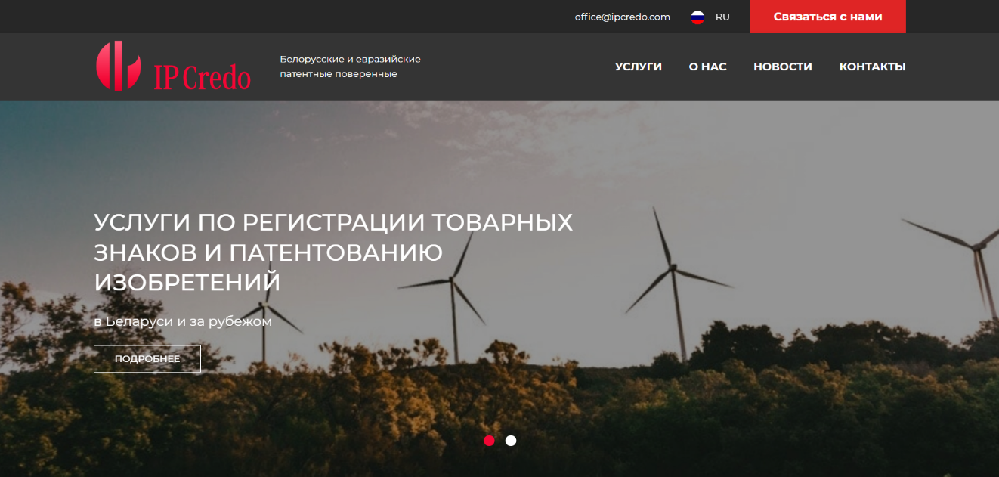 office@ipcredo.com
RU
Связаться с нами
IP Credo
Белорусские и евразийские
патентные поверенные
УСЛУГИ
О НАС
НОВОСТИ
КОНТАКТЫ
УСЛУГИ ПО РЕГИСТРАЦИИ ТОВАРНЫХ
ЗНАКОВ И ПАТЕНТОВАНИЮ
ИЗОБРЕТЕНИЙ
в Беларуси и за рубежом
ПОДРОБНЕЕ